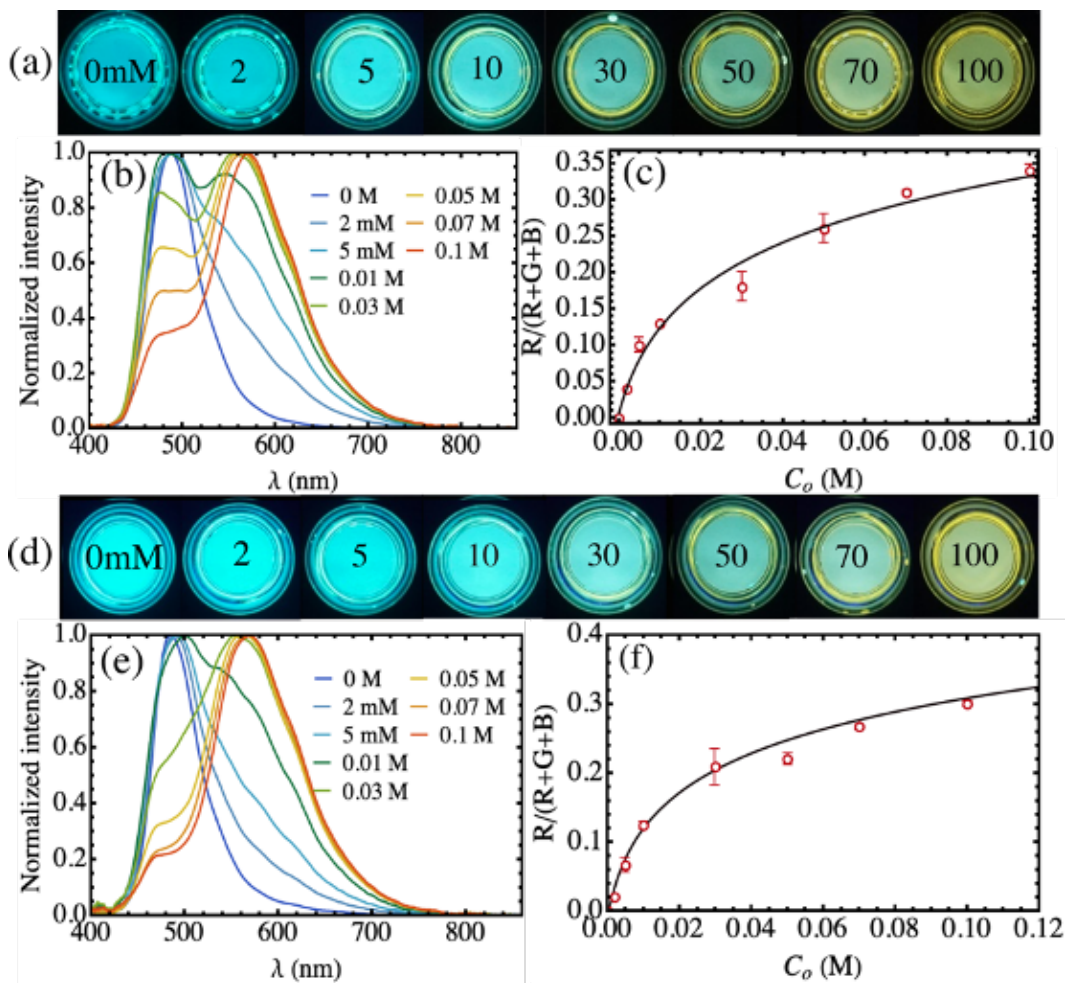 (a) 0mM 2 5 10 30 50 70 100
(b)
Normalized intensity
1.0
0.8
0.6
0.4
0.2
0.0
400 500 600 700 800
λ (nm)
0 M 0.05 M
2 mM 0.07 M
5 mM 0.1 M
0.01 M
0.03 M
(c)
R/(R+G+B)
0.35
0.30
0.20
0.10
0.05
0.00
0.00 0.02 0.04 0.06 0.08 0.10
Co (M)
(d) 0mM 2 5 10 30 50 70 100
(e)
Normalized intensity
1.0
0.8
0.6
0.4
0.2
0.0
400 500 600 700 800
λ (nm)
0 M 0.05 M
2 mM 0.07 M
5 mM 0.1 M
0.01 M
0.03 M
(f)
R/(R+G+B)
0.4
0.3
0.2
0.1
0.0
0.00 0.02 0.04 0.06 0.08 0.10 0.12
Co (M)